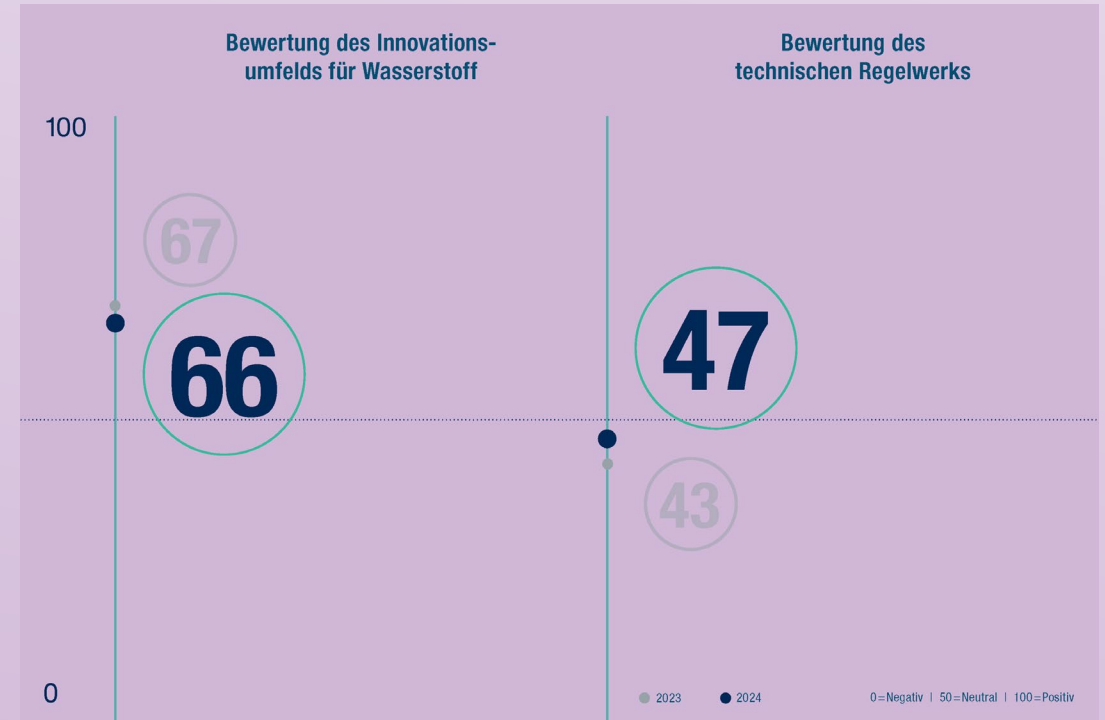 Bewertung des Innovations-
umfelds für Wasserstoff
Bewertung des
technischen Regelwerks
100
67
66
47
43
0
2023
2024
0=Negativ | 50=Neutral | 100=Positiv